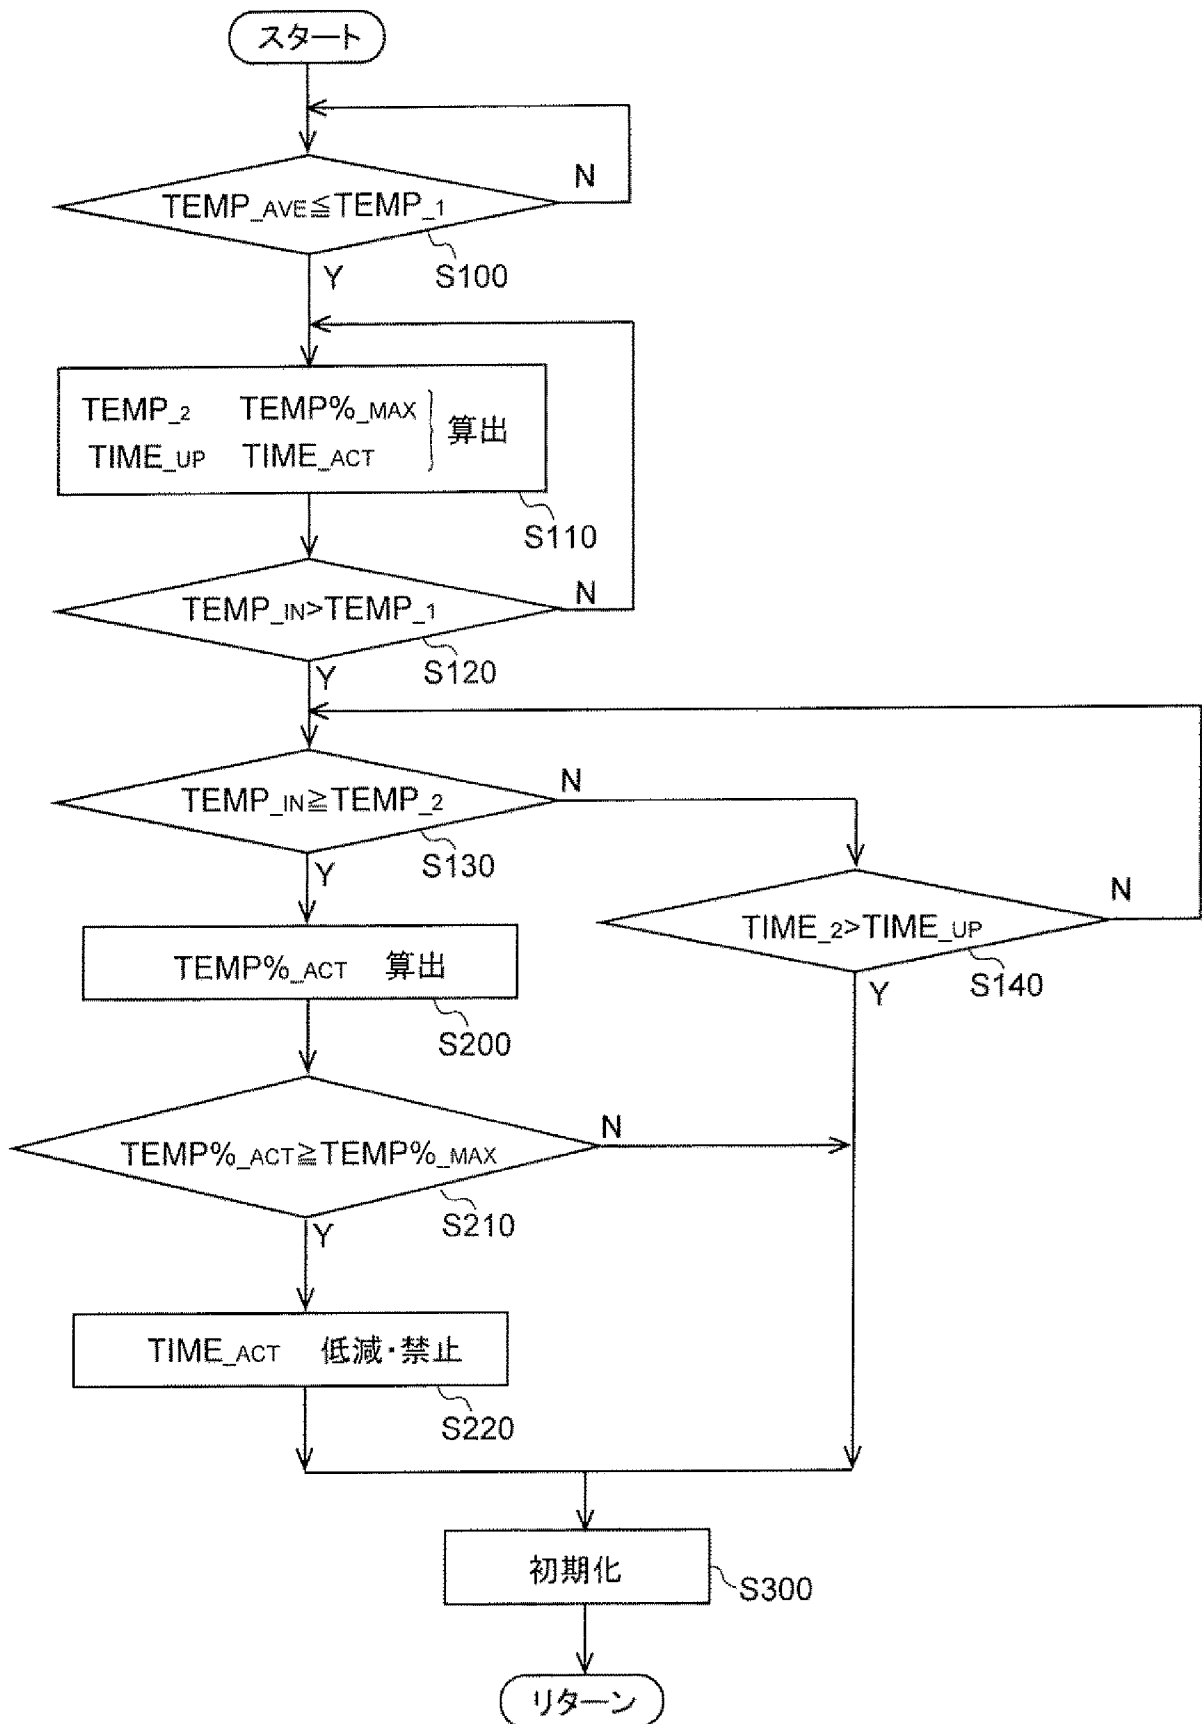 スタート
TEMP_AVE≦TEMP_1
N
Y
S100
TEMP_2 TEMP%_MAX
TIME_UP TIME_ACT
算出
S110
TEMP_IN>TEMP_1
N
Y
S120
TEMP_IN≧TEMP_2
N
Y
S130
TIME_2>TIME_UP
N
Y
S140
TEMP%_ACT 算出
S200
TEMP%_ACT≧TEMP%_MAX
N
Y
S210
TIME_ACT 低減・禁止
S220
初期化
S300
リターン